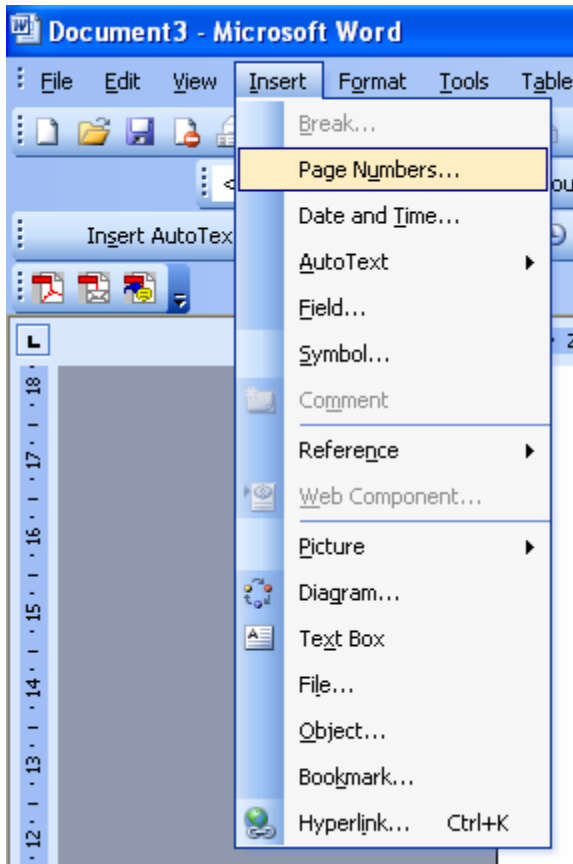 Document3 - Microsoft Word
File Edit View Insert Format Tools Table
Break...
Page Numbers...
Date and Time...
Insert AutoTex
AutoText
Field...
Symbol...
Comment
Reference
Web Component...
Picture
Diagram...
Text Box
File...
Object...
Bookmark...
Hyperlink... Ctrl+K
18
17
16
15
14
13
12